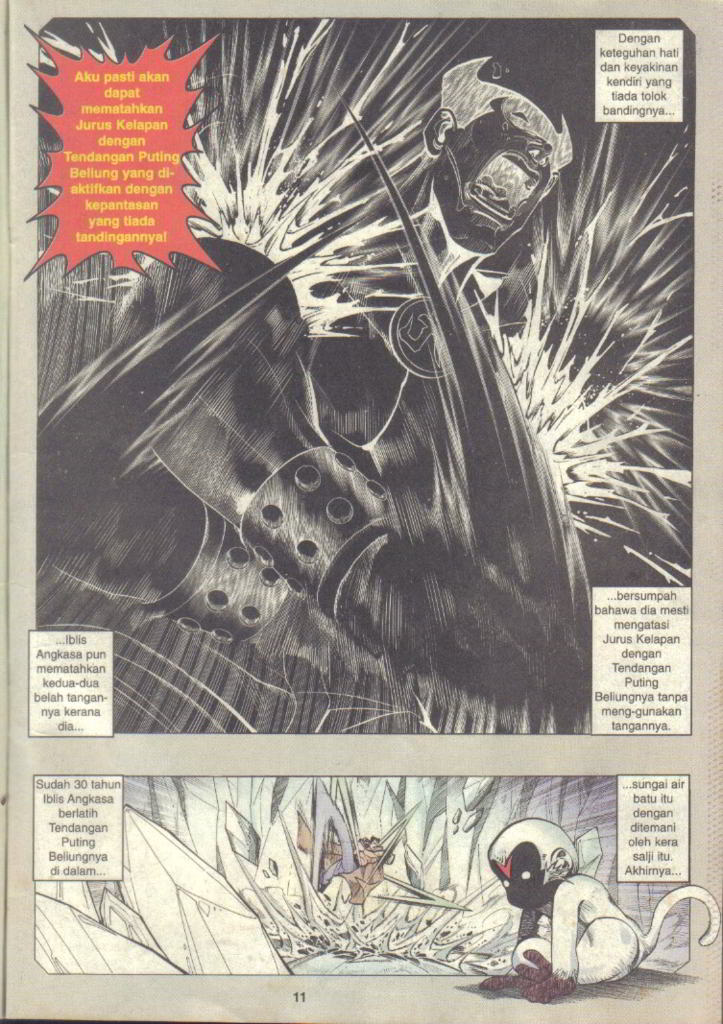 Dengan
keteguhan hati
dan keyakinan
kendiri yang
tiada tolok
bandingnya...
Aku pasti akan
dapat
mematahkan
Jurus Kelapan
dengan
Tendangan Puting
Beliung yang di-
aktifkan dengan
kepantasan
yang tiada
tandingannya!
...Iblis
Angkasa pun
mematahkan
kedua-dua
belah tangan-
nya kerana
dia...
...bersumpah
bahawa dia mesti
mengatasi
Jurus Kelapan
dengan
Tendangan
Puting
Beliungnya tanpa
meng-gunakan
tangannya.
Sudah 30 tahun
Iblis Angkasa
berlatih
Tendangan
Puting
Beliungnya
di dalam...
...sungai air
batu itu
dengan
ditemani
oleh kera
salji itu.
Akhirnya...
11